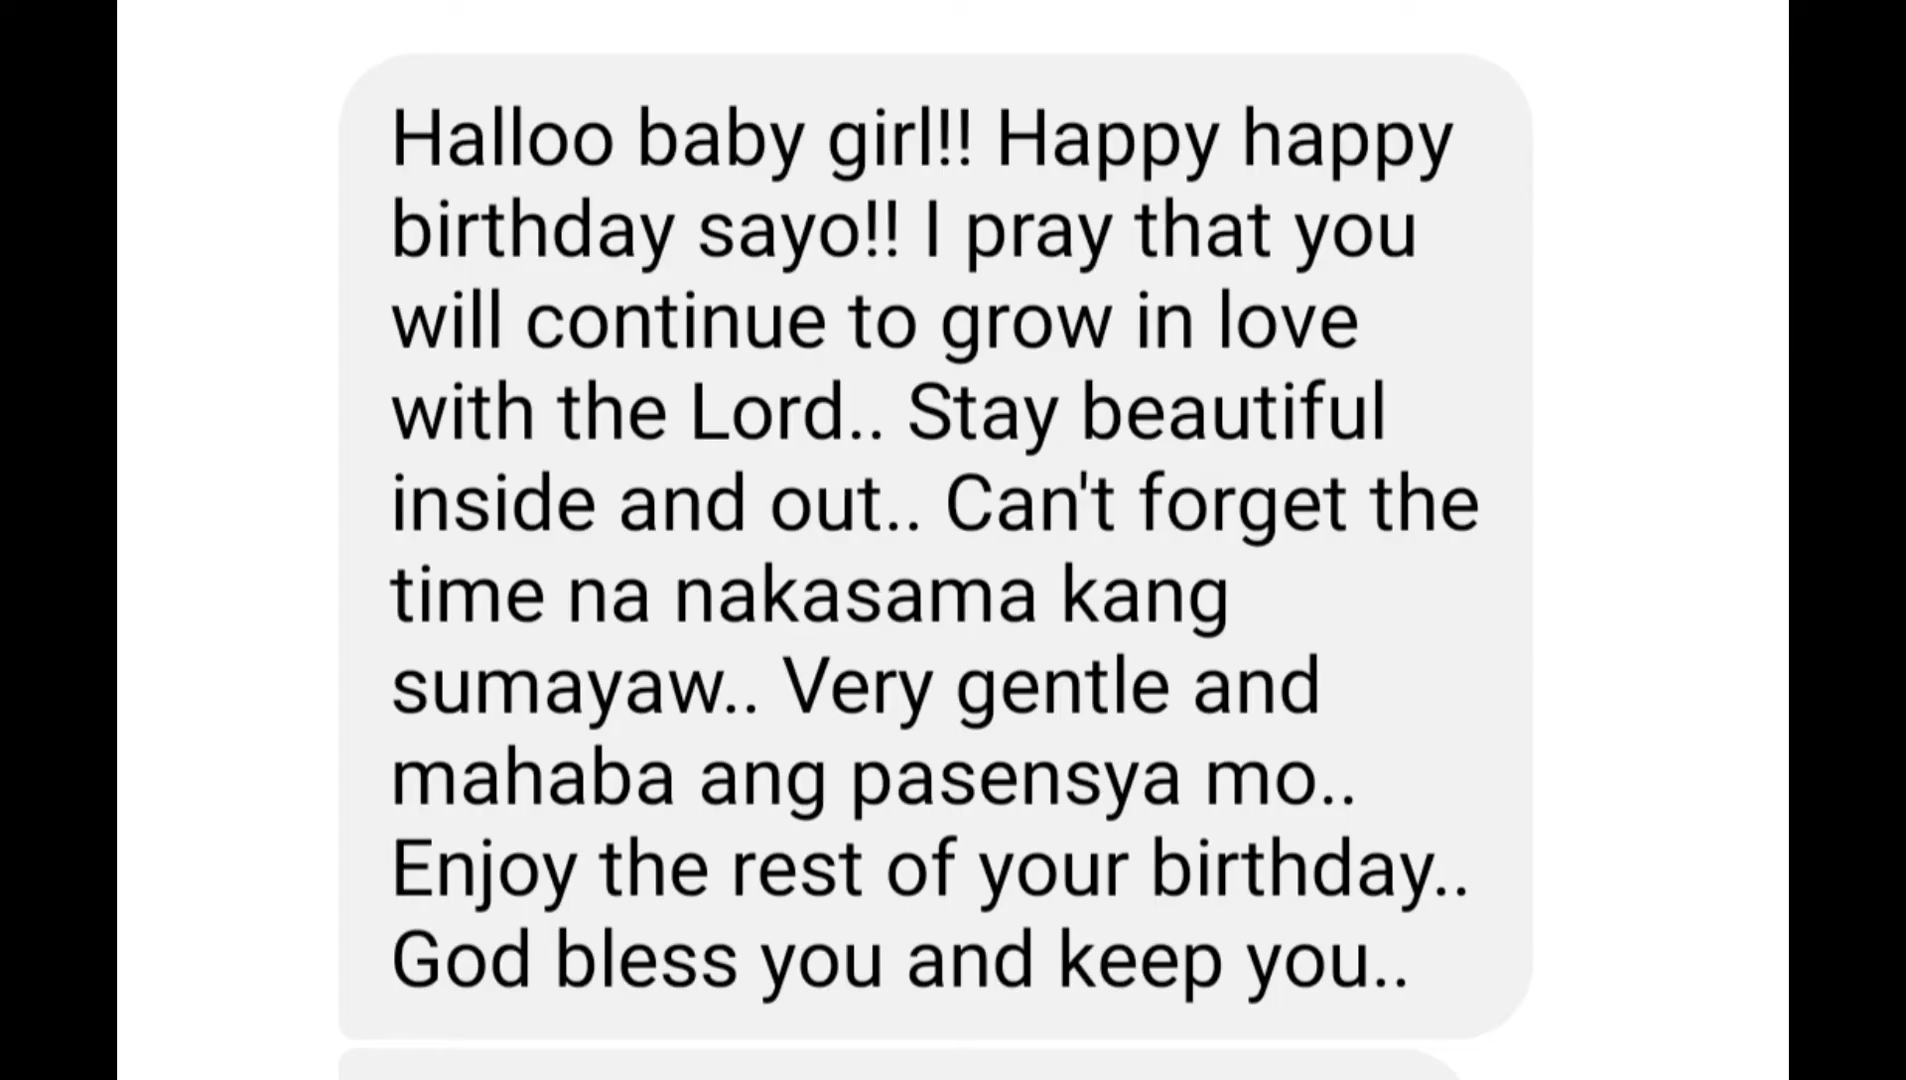 Halloo baby girl!! Happy happy
birthday sayo!! I pray that you
will continue to grow in love
with the Lord.. Stay beautiful
inside and out.. Can't forget the
time na nakasama kang
sumayaw.. Very gentle and
mahaba ang pasensya mo..
Enjoy the rest of your birthday..
God bless you and keep you..